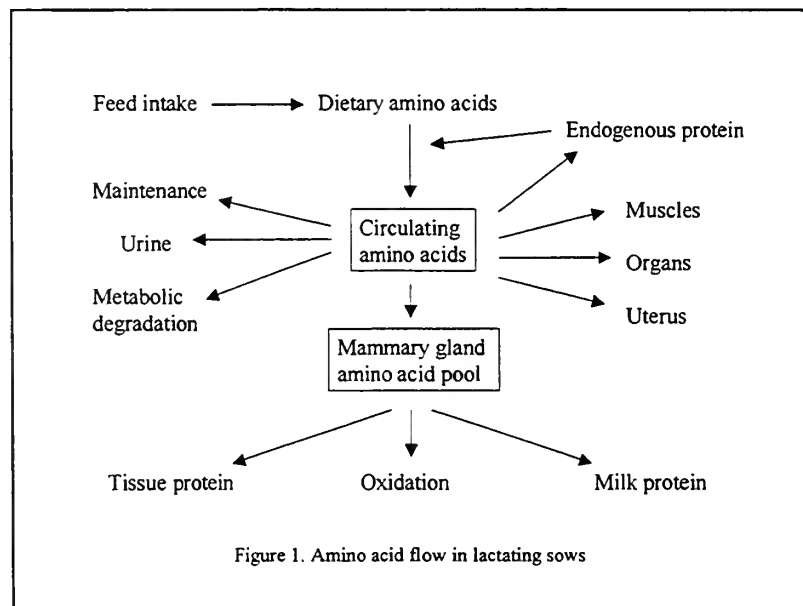 Feed intake
Dietary amino acids
Endogenous protein
Maintenance
Urine
Metabolic
degradation
Circulating
amino acids
Muscles
Organs
Uterus
Mammary gland
amino acid pool
Tissue protein
Oxidation
Milk protein
Figure 1. Amino acid flow in lactating sows